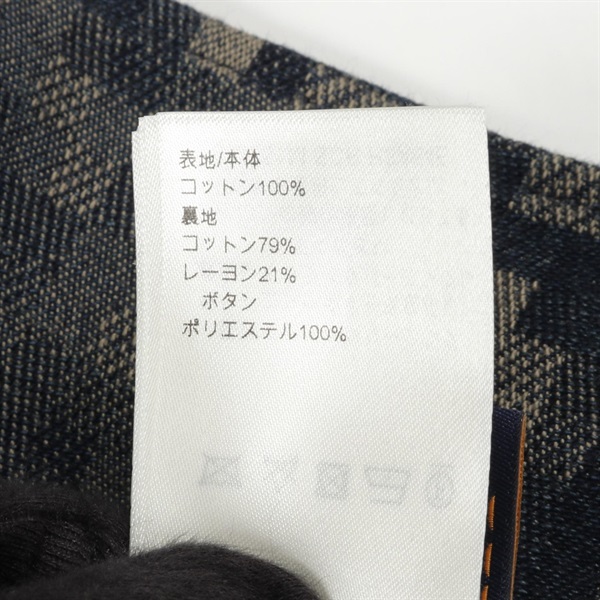 表地/本体
コットン100%
裏地
コットン79%
レーヨン21%
ボタン
ポリエステル100%